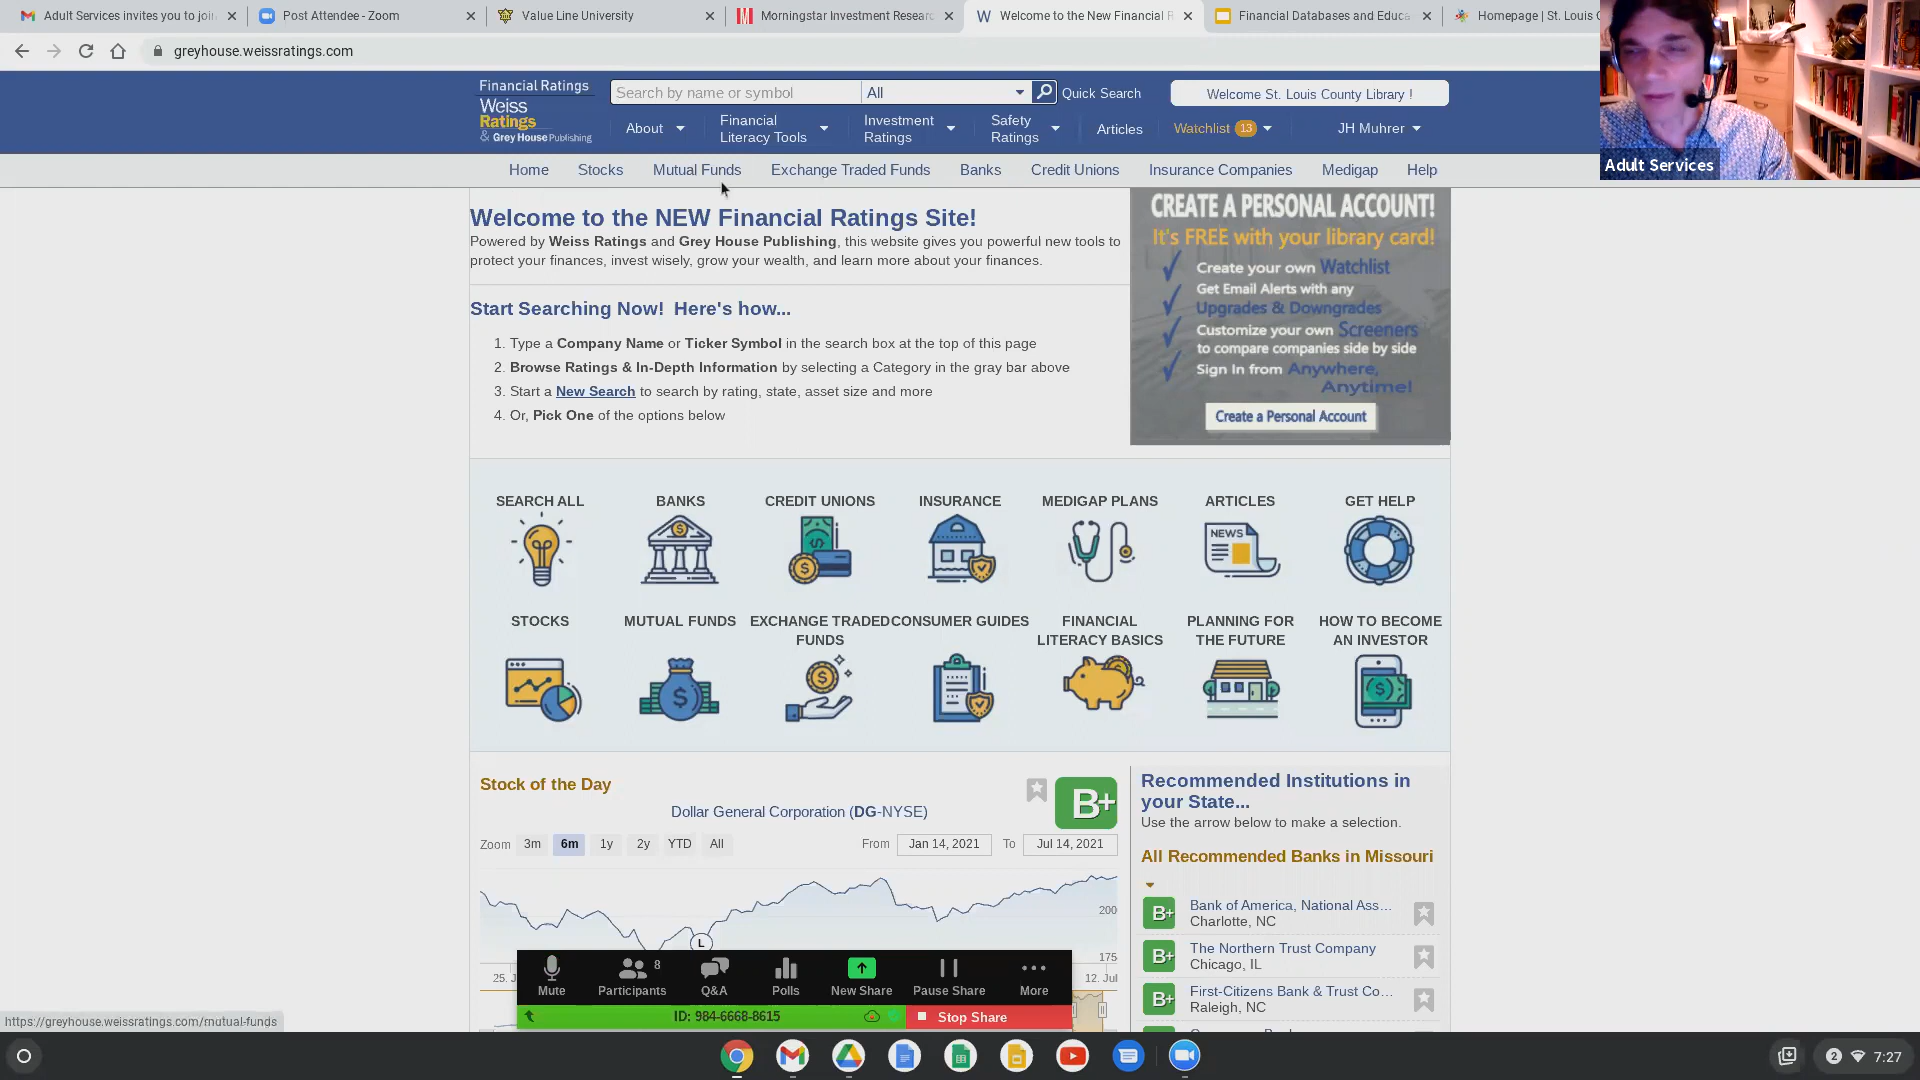 Adult Services invites you to joi
Post Attendee - Zoom
Value Line University
Morningstar Investment Researc
Welcome to the New Financial R
Financial Databases and Educa
Homepage | St. Louis C
greyhouse.weissratings.com
Financial Ratings
Weiss
Ratings
& Grey House Publishing
Search by name or symbol
All
Quick Search
Welcome St. Louis County Library !
About
Financial
Literacy Tools
Investment
Ratings
Safety
Ratings
Articles
Watchlist 13
JH Muhrer
Adult Services
Home
Stocks
Mutual Funds
Exchange Traded Funds
Banks
Credit Unions
Insurance Companies
Medigap
Help
Welcome to the NEW Financial Ratings Site!
Powered by Weiss Ratings and Grey House Publishing, this website gives you powerful new tools to
protect your finances, invest wisely, grow your wealth, and learn more about your finances.
Start Searching Now!  Here's how...
1. Type a Company Name or Ticker Symbol in the search box at the top of this page
2. Browse Ratings & In-Depth Information by selecting a Category in the gray bar above
3. Start a New Search to search by rating, state, asset size and more
4. Or, Pick One of the options below
CREATE A PERSONAL ACCOUNT!
It's FREE with your library card!
Create your own Watchlist
Get Email Alerts with any
Upgrades & Downgrades
Customize your own Screeners
to compare companies side by side
Sign In from Anywhere,
Anytime!
Create a Personal Account
SEARCH ALL
BANKS
CREDIT UNIONS
INSURANCE
MEDIGAP PLANS
ARTICLES
NEWS
GET HELP
STOCKS
MUTUAL FUNDS
EXCHANGE TRADED
FUNDS
CONSUMER GUIDES
FINANCIAL
LITERACY BASICS
PLANNING FOR
THE FUTURE
HOW TO BECOME
AN INVESTOR
Stock of the Day
Dollar General Corporation (DG-NYSE)
B+
Zoom 3m 6m 1y 2y YTD All
From Jan 14, 2021 To Jul 14, 2021
200
L
175
25. J
12. Jul
Recommended Institutions in
your State...
Use the arrow below to make a selection.
All Recommended Banks in Missouri
B+
Bank of America, National Ass...
Charlotte, NC
B+
The Northern Trust Company
Chicago, IL
B+
First-Citizens Bank & Trust Co...
Raleigh, NC
Mute
Participants
8
Q&A
Polls
New Share
Pause Share
More
ID: 984-6668-8615
Stop Share
https://greyhouse.weissratings.com/mutual-funds
2
7:27